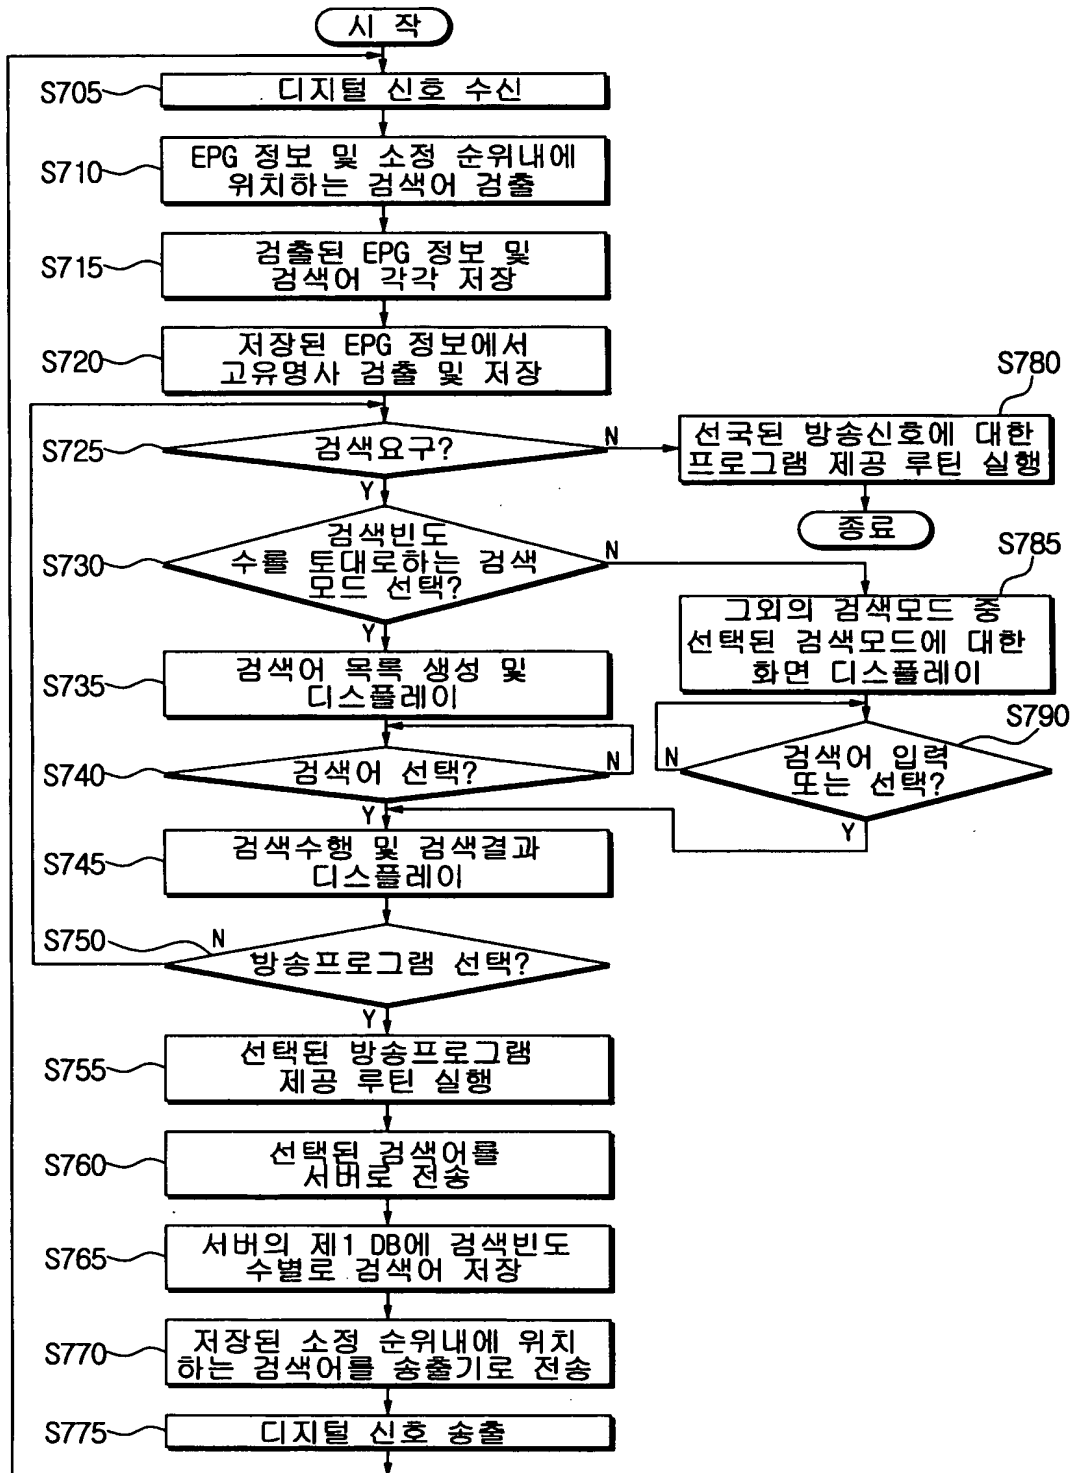 시 작
S705
디지털 신호 수신
S710
EPG 정보 및 소정 순위내에
위치하는 검색어 검출
S715
검출된 EPG 정보 및
검색어 각각 저장
S720
저장된 EPG 정보에서
고유명사 검출 및 저장
S725
검색요구?
N
Y
S780
선국된 방송신호에 대한
프로그램 제공 루틴 실행
종료
S730
검색빈도
수를 토대로하는 검색
모드 선택?
N
Y
S785
그외의 검색모드 중
선택된 검색모드에 대한
화면 디스플레이
S735
검색어 목록 생성 및
디스플레이
S740
검색어 선택?
N
Y
S790
검색어 입력
또는 선택?
N
Y
S745
검색수행 및 검색결과
디스플레이
S750
N
방송프로그램 선택?
Y
S755
선택된 방송프로그램
제공 루틴 실행
S760
선택된 검색어를
서버로 전송
S765
서버의 제1 DB에 검색빈도
수별로 검색어 저장
S770
저장된 소정 순위내에 위치
하는 검색어를 송출기로 전송
S775
디지털 신호 송출